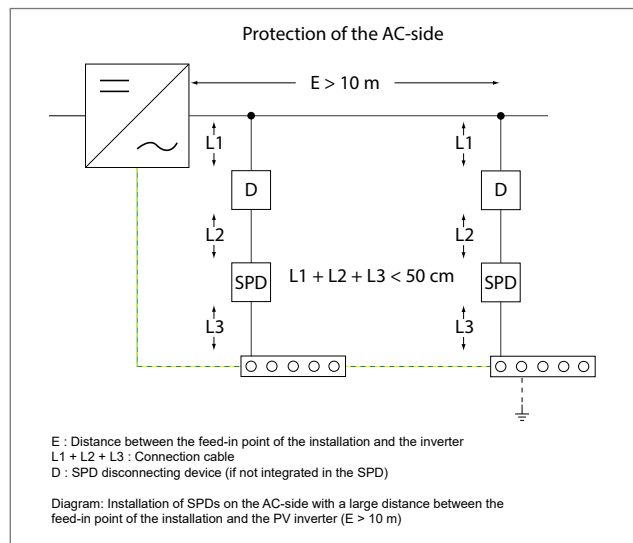 Protection of the AC-side
E > 10 m
L1
L1
D
D
L2
L2
SPD
L1 + L2 + L3 < 50 cm
SPD
L3
L3
E : Distance between the feed-in point of the installation and the inverter
L1 + L2 + L3 : Connection cable
D : SPD disconnecting device (if not integrated in the SPD)
Diagram: Installation of SPDs on the AC-side with a large distance between the
feed-in point of the installation and the PV inverter (E > 10 m)